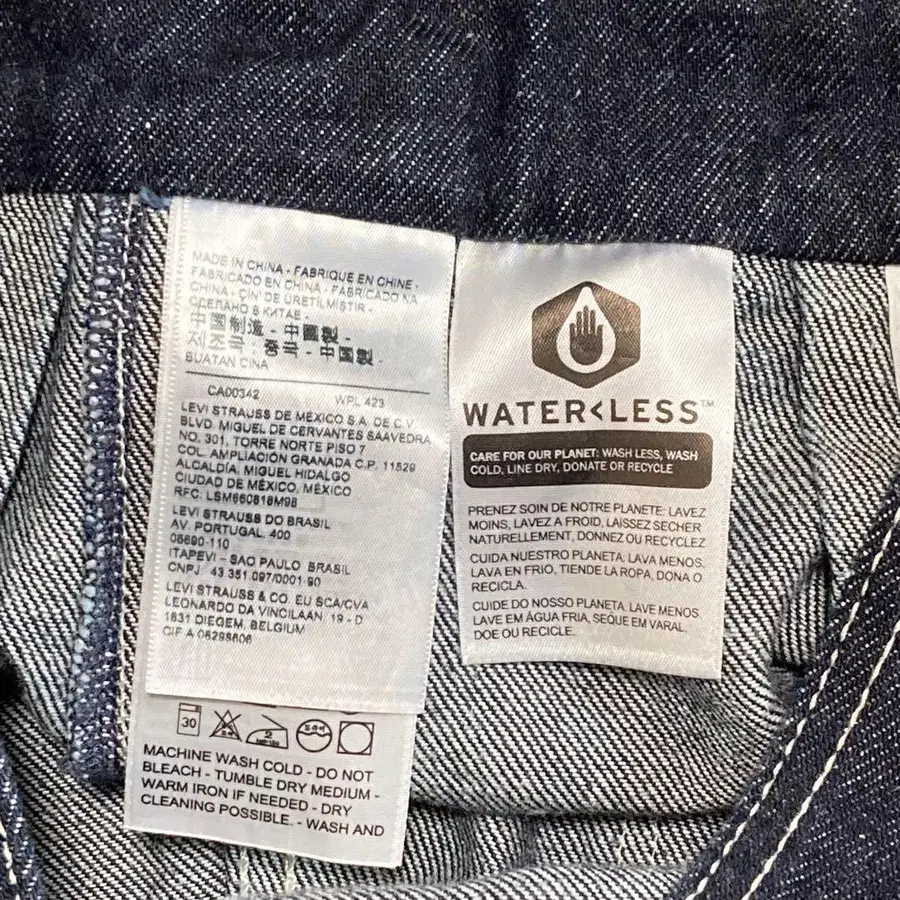 MADE IN CHINA - FABRIQUE EN CHINE -
FABRICADO EN CHINA - FABRICADO NA
CHINA - ÇİN'DE ÜRETİLMİŞTİR -
СДЕЛАНО В КИТАЕ -
中国制造 - 中國製 -
제조국: 중국 - 中国製 -
BUATAN CINA
CA00342 WPL 423
LEVI STRAUSS DE MEXICO S.A. DE C.V.
BLVD. MIGUEL DE CERVANTES SAAVEDRA
NO. 301, TORRE NORTE PISO 7
COL. AMPLIACIÓN GRANADA C.P. 11529
ALCALDÍA, MIGUEL HIDALGO
CIUDAD DE MÉXICO, MÉXICO
RFC: LSM660818M98
LEVI STRAUSS DO BRASIL
AV. PORTUGAL, 400
06690-110
ITAPEVI - SAO PAULO BRASIL
CNPJ. 43.351.097/0001-90
LEVI STRAUSS & CO. EU SCA/CVA
LEONARDO DA VINCILAAN, 19 - D
1831 DIEGEM, BELGIUM
CIF A 05298606
30
2
MACHINE WASH COLD - DO NOT
BLEACH - TUMBLE DRY MEDIUM -
WARM IRON IF NEEDED - DRY
CLEANING POSSIBLE. - WASH AND
WATER<LESS™
CARE FOR OUR PLANET: WASH LESS, WASH
COLD, LINE DRY, DONATE OR RECYCLE
PRENEZ SOIN DE NOTRE PLANETE: LAVEZ
MOINS, LAVEZ A FROID, LAISSEZ SECHER
NATURELLEMENT, DONNEZ OU RECYCLEZ
CUIDA NUESTRO PLANETA. LAVA MENOS,
LAVA EN FRIO, TIENDE LA ROPA, DONA O
RECICLA.
CUIDE DO NOSSO PLANETA. LAVE MENOS,
LAVE EM ÁGUA FRIA, SEQUE EM VARAL,
DOE OU RECICLE.